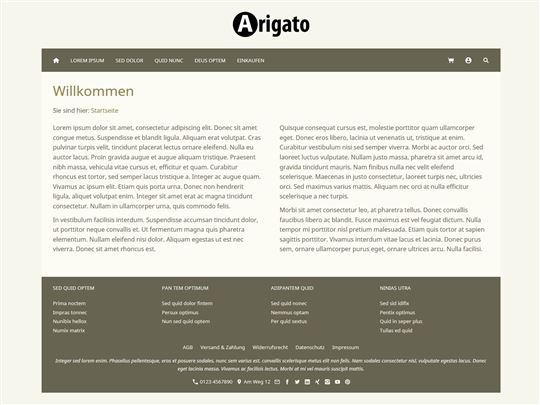 Arigato
LOREM IPSUM SED DOLOR QUID NUNC DEUS OPTEM EINKAUFEN
Willkommen
Sie sind hier: Startseite
Lorem ipsum dolor sit amet, consectetur adipiscing elit. Donec sit amet
congue metus. Suspendisse et blandit ligula. Aliquam erat volutpat. Cras
pulvinar turpis velit, tincidunt placerat lectus ornare eleifend. Nulla eu
auctor lacus. Proin gravida augue et augue aliquam tristique. Praesent
nibh massa, vehicula vitae cursus et, efficitur et quam. Curabitur
rhoncus est tortor, sed semper lacus tristique a. Integer ac augue quam.
Vivamus ac ipsum elit. Etiam quis porta urna. Donec non hendrerit
ligula, aliquet volutpat enim. Integer sit amet erat ac magna tincidunt
consectetur. Nullam in ullamcorper urna, quis commodo felis.
In vestibulum facilisis interdum. Suspendisse accumsan tincidunt dolor,
ut porttitor neque convallis et. Ut fermentum magna quis pharetra
elementum. Nullam eleifend nisi dolor. Aliquam egestas ut est nec
viverra. Donec sit amet rhoncus est.
Quisque consequat cursus est, molestie porttitor quam ullamcorper
eget. Donec eros libero, lacinia ut venenatis ut, tristique at enim.
Curabitur vestibulum nisi sed semper viverra. Morbi ac auctor orci. Sed
laoreet luctus vulputate. Nullam justo massa, pharetra sit amet arcu id,
gravida tincidunt mauris. Nam finibus nulla nec velit eleifend
scelerisque. Maecenas in justo consectetur, laoreet turpis nec, ultricies
orci. Sed maximus varius mattis. Aliquam nec orci at nulla efficitur
scelerisque a nec turpis.
Morbi sit amet consectetur leo, at pharetra tellus. Donec convallis
faucibus libero ac blandit. Fusce maximus est vel feugiat dictum. Nulla
tempor mi porttitor nisl pretium malesuada. Etiam quis tortor at sapien
sagittis porttitor. Vivamus interdum vitae lacus et lacinia. Donec purus
sem, ornare ullamcorper purus eget, ornare ultricies arcu. Nulla facilisi.
SED QUID OPTEM
Prima noctem
Impras tonnec
Nunibix hellox
Numix matrix
PAN TEM OPTIMUM
Sed quid dolor fintem
Persux optimus
Nun sed quid optem
ADIIPANTEM QUID
Sed quid nonec
Nemmus optam
Per quid sextus
NINIAS UTRA
Sed sid idifix
Pentix optimus
Quid in seper plus
Tullas ed quid
AGB Versand & Zahlung Widerrufsrecht Datenschutz Impressum
Integer sed lorem enim. Phasellus pellentesque, eros et posuere sodales, nunc sem varius est, convallis scelerisque metus elit non felis. Nam sodales consectetur nisl, vulputate egestas lacus.
eget lacinia massa. Vivamus ac facilisis lectus. Morbi at mi vel mauris suscipit mattis.
0123 4567890 Am Weg 12